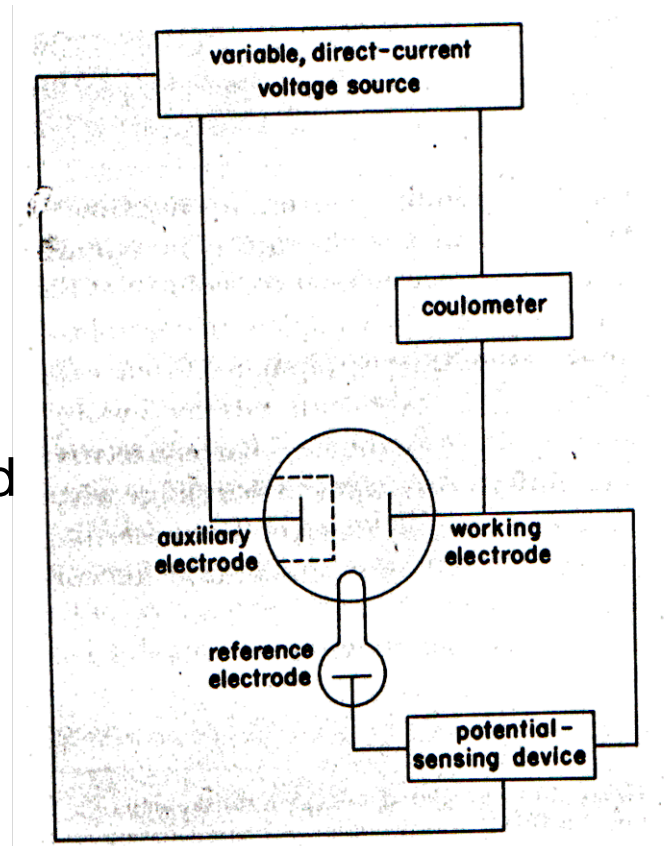 variable, direct-current
voltage source
coulometer
d
auxiliary
electrode
working
electrode
reference
electrode
potential-
sensing device